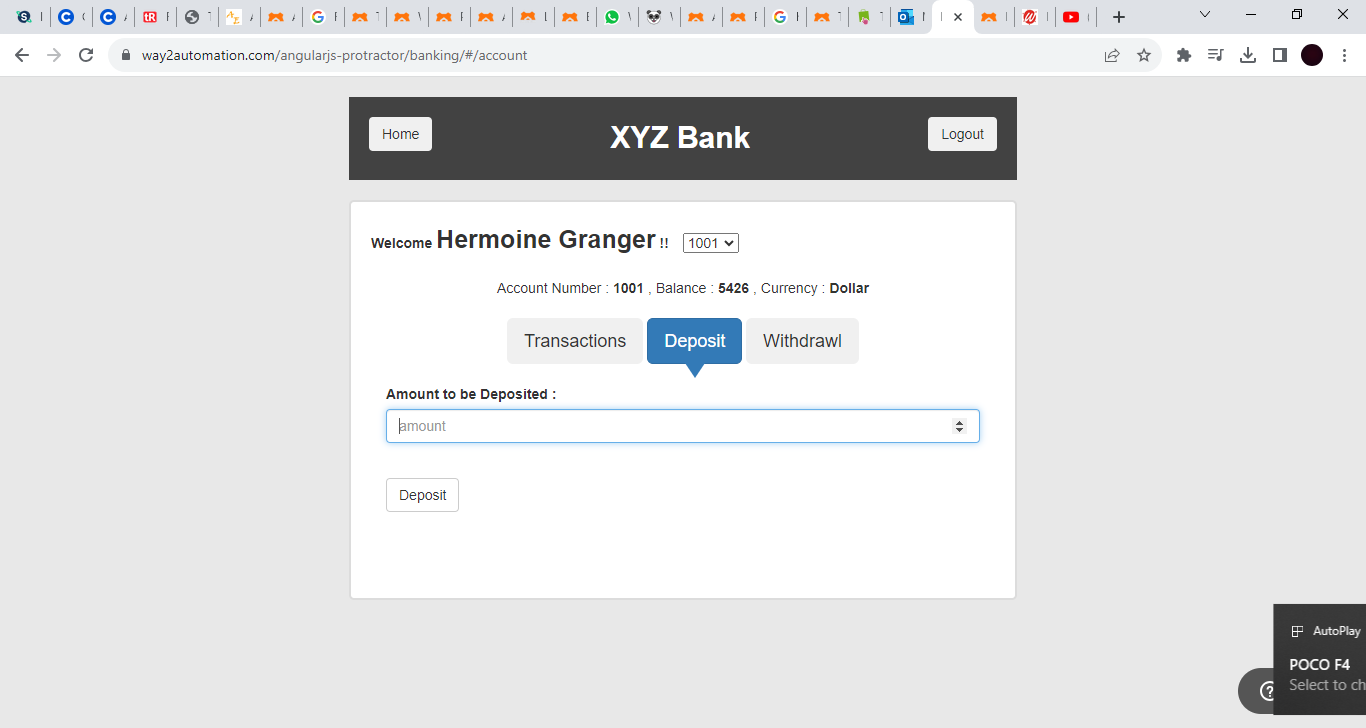 way2automation.com/angularjs-protractor/banking/#/account
Home
XYZ Bank
Logout
Welcome Hermoine Granger !! 1001
Account Number : 1001 , Balance : 5426 , Currency : Dollar
Transactions
Deposit
Withdrawl
Amount to be Deposited :
amount
Deposit
AutoPlay
POCO F4
Select to ch